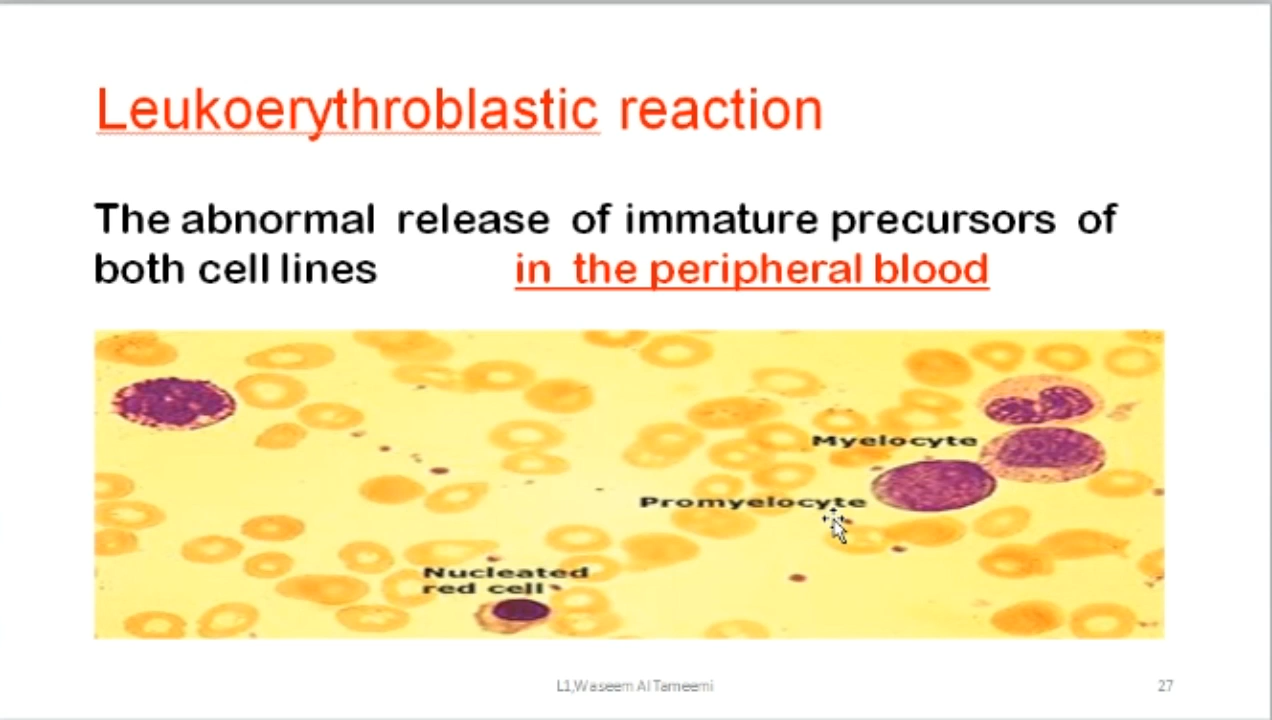 Leukoerythroblastic reaction
The abnormal release of immature precursors of
both cell lines in the peripheral blood
Myelocyte
Promyelocyte
Nucleated
red cell
L1,Waseem Al Tameemi
27